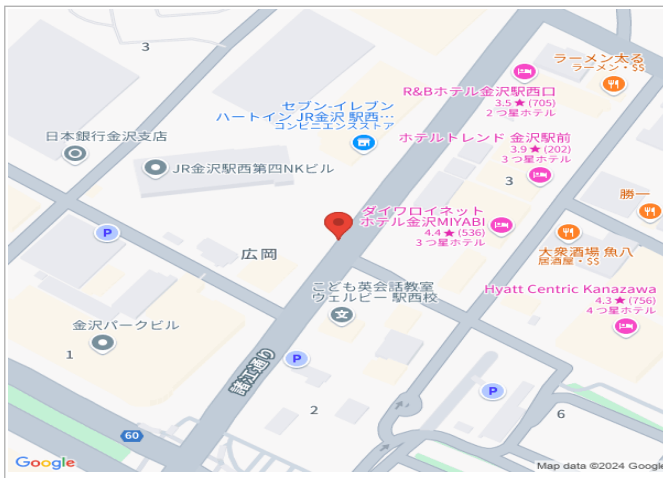 3
ラーメン太る
ラーメン・$$
R&Bホテル金沢駅西口
3.5 ★ (705)
2 つ星ホテル
セブン-イレブン
ハートイン JR金沢 駅西…
コンビニエンスストア
日本銀行金沢支店
ホテルトレンド 金沢駅前
3.9 ★ (202)
3 つ星ホテル
JR金沢駅西第四NKビル
3
勝一
ダイワロイネット
ホテル金沢MIYABI
4.4 ★ (536)
3 つ星ホテル
P
広岡
大衆酒場 魚八
居酒屋・$$
こども英会話教室
ウェルビー 駅西校
Hyatt Centric Kanazawa
4.3 ★ (756)
4 つ星ホテル
金沢パークビル
1
P
諸江通り
P
2
6
60
Google
Map data ©2024 Google